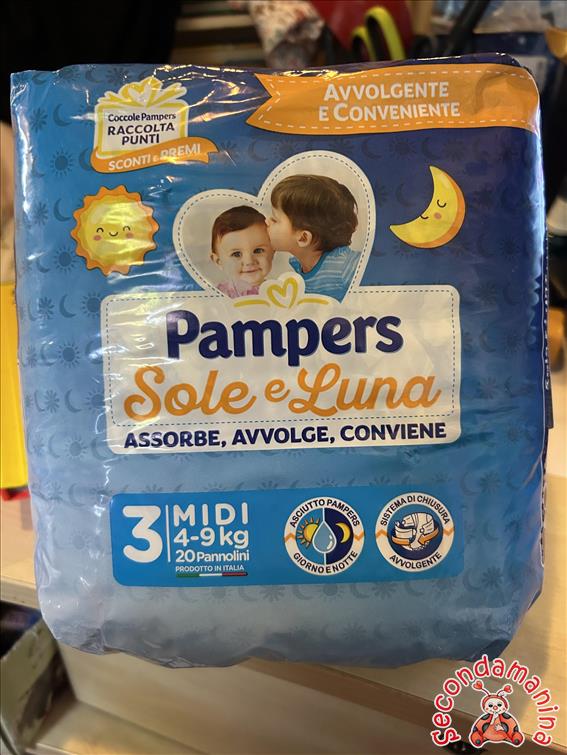 Coccole Pampers
RACCOLTA
PUNTI
SCONTI e PREMI
AVVOLGENTE
E CONVENIENTE
Pampers
Sole e Luna
ASSORBE, AVVOLGE, CONVIENE
3
MIDI
4-9 kg
20 Pannolini
PRODOTTO IN ITALIA
ASCIUTTO PAMPERS
GIORNO E NOTTE
SISTEMA DI CHIUSURA
AVVOLGENTE
secondamanina